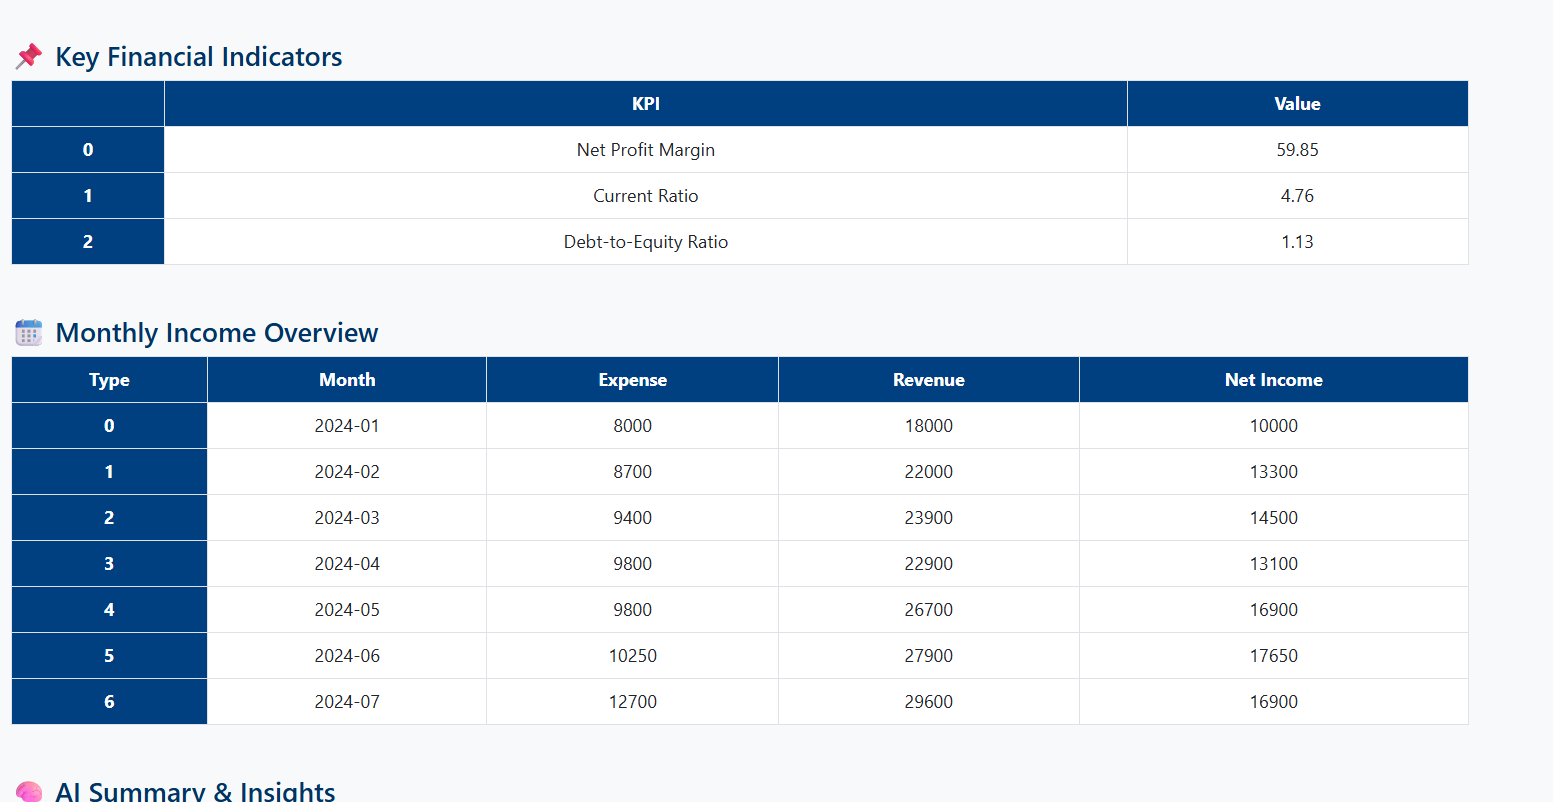 Key Financial Indicators
KPI Value
0 Net Profit Margin 59.85
1 Current Ratio 4.76
2 Debt-to-Equity Ratio 1.13
Monthly Income Overview
Type Month Expense Revenue Net Income
0 2024-01 8000 18000 10000
1 2024-02 8700 22000 13300
2 2024-03 9400 23900 14500
3 2024-04 9800 22900 13100
4 2024-05 9800 26700 16900
5 2024-06 10250 27900 17650
6 2024-07 12700 29600 16900
AI Summary & Insights